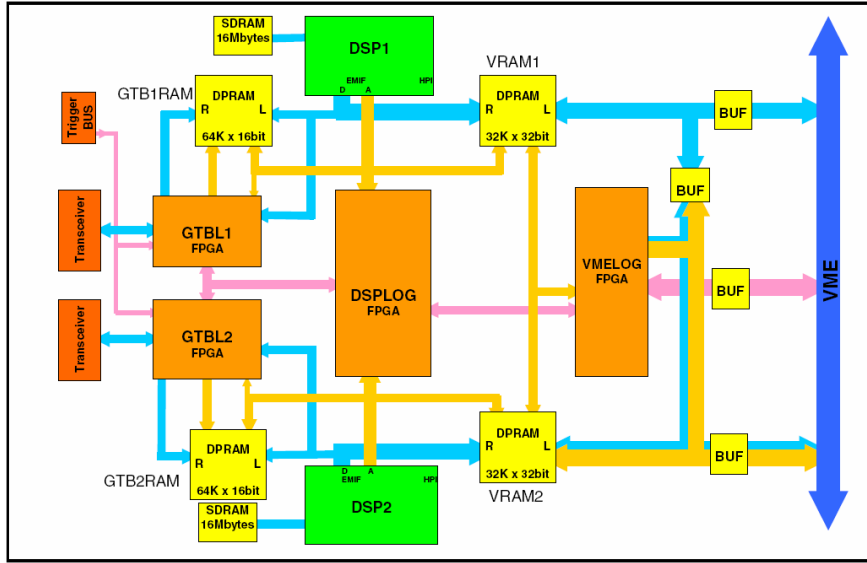 SDRAM
16Mbytes
DSP1
EMIF
HPI
D
A
VRAM1
GTB1RAM
DPRAM
R
L
64K x 16bit
DPRAM
R
L
32K x 32bit
BUF
Trigger
BUS
BUF
Transceiver
GTBL1
FPGA
DSPLOG
FPGA
VMELOG
FPGA
BUF
VME
Transceiver
GTBL2
FPGA
DPRAM
R
L
64K x 16bit
GTB2RAM
DPRAM
R
L
32K x 32bit
VRAM2
BUF
D
A
EMIF
HPI
DSP2
SDRAM
16Mbytes